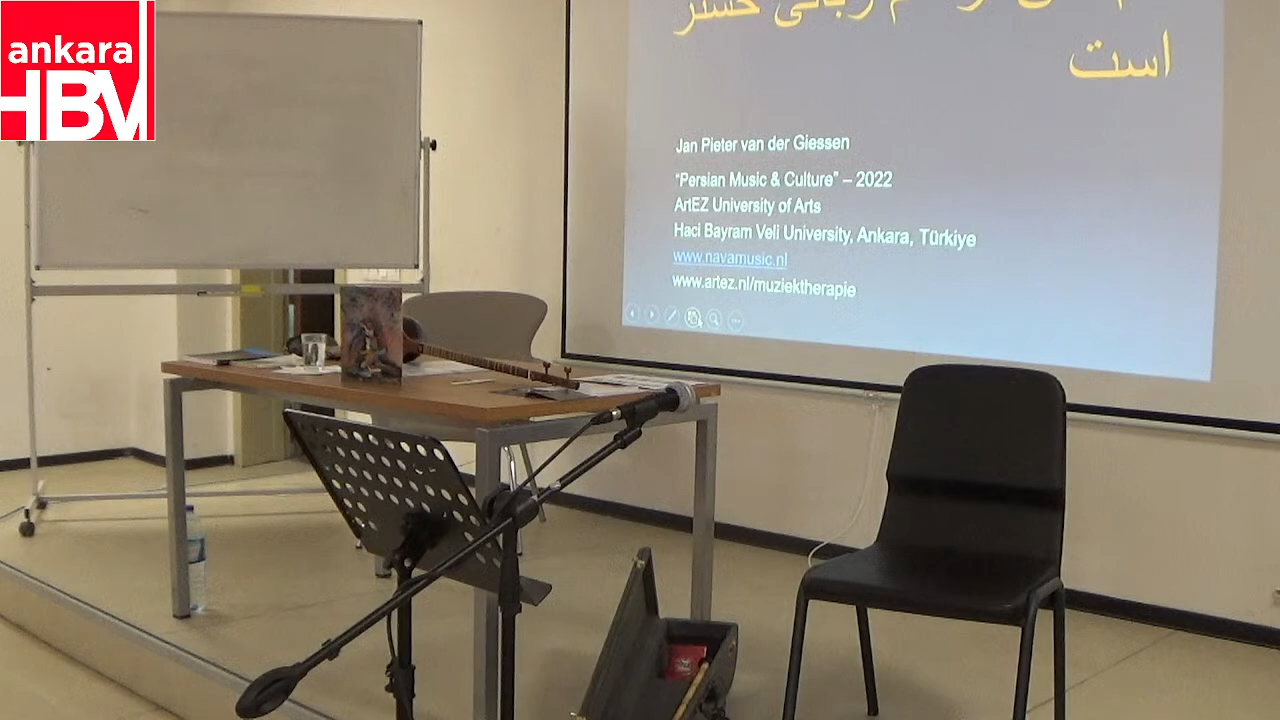 ankara
HBV
است
Jan Pieter van der Giessen
"Persian Music & Culture" – 2022
ArtEZ University of Arts
Haci Bayram Veli University, Ankara, Türkiye
www.navamusic.nl
www.artez.nl/muziektherapie